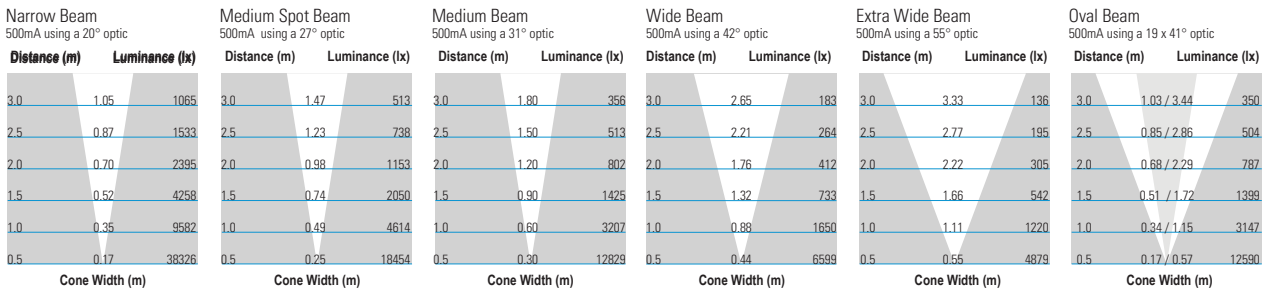 Narrow Beam
500mA using a 20° optic
Distance (m) Luminance (lx)
3.0 1.05 1065
2.5 0.87 1533
2.0 0.70 2395
1.5 0.52 4258
1.0 0.35 9582
0.5 0.17 38326
Cone Width (m)
Medium Spot Beam
500mA using a 27° optic
Distance (m) Luminance (lx)
3.0 1.47 513
2.5 1.23 738
2.0 0.98 1153
1.5 0.74 2050
1.0 0.49 4614
0.5 0.25 18454
Cone Width (m)
Medium Beam
500mA using a 31° optic
Distance (m) Luminance (lx)
3.0 1.80 356
2.5 1.50 513
2.0 1.20 802
1.5 0.90 1425
1.0 0.60 3207
0.5 0.30 12829
Cone Width (m)
Wide Beam
500mA using a 42° optic
Distance (m) Luminance (lx)
3.0 2.65 183
2.5 2.21 264
2.0 1.76 412
1.5 1.32 733
1.0 0.88 1650
0.5 0.44 6599
Cone Width (m)
Extra Wide Beam
500mA using a 55° optic
Distance (m) Luminance (lx)
3.0 3.33 136
2.5 2.77 195
2.0 2.22 305
1.5 1.66 542
1.0 1.11 1220
0.5 0.55 4879
Cone Width (m)
Oval Beam
500mA using a 19 x 41° optic
Distance (m) Luminance (lx)
3.0 1.03 / 3.44 350
2.5 0.85 / 2.86 504
2.0 0.68 / 2.29 787
1.5 0.51 / 1.72 1399
1.0 0.34 / 1.15 3147
0.5 0.17 / 0.57 12590
Cone Width (m)